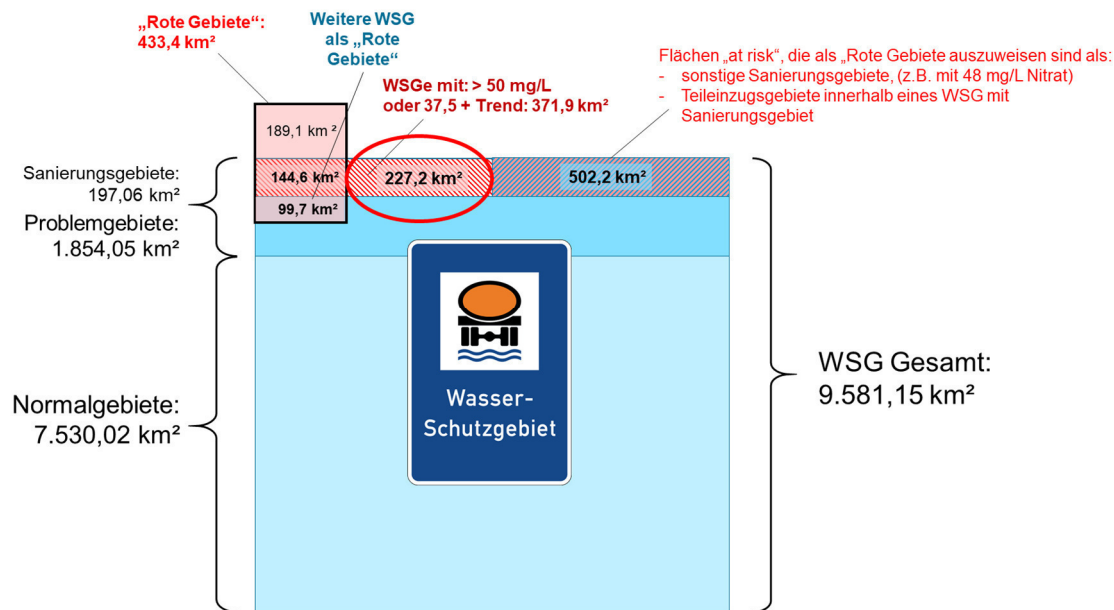 „Rote Gebiete“:
433,4 km²
Weitere WSG
als „Rote
Gebiete“
WSGe mit: > 50 mg/L
oder 37,5 + Trend: 371,9 km²
Flächen „at risk“, die als „Rote Gebiete auszuweisen sind als:
- sonstige Sanierungsgebiete, (z.B. mit 48 mg/L Nitrat)
- Teileinzugsgebiete innerhalb eines WSG mit
Sanierungsgebiet
189,1 km ²
144,6 km²
227,2 km²
502,2 km²
99,7 km²
Sanierungsgebiete:
197,06 km²
Problemgebiete:
1.854,05 km²
Normalgebiete:
7.530,02 km²
Wasser-
Schutzgebiet
WSG Gesamt:
9.581,15 km²